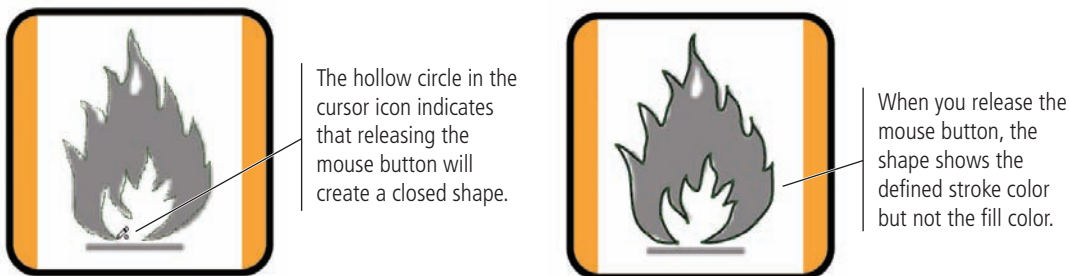 The hollow circle in the
cursor icon indicates
that releasing the
mouse button will
create a closed shape.
When you release the
mouse button, the
shape shows the
defined stroke color
but not the fill color.